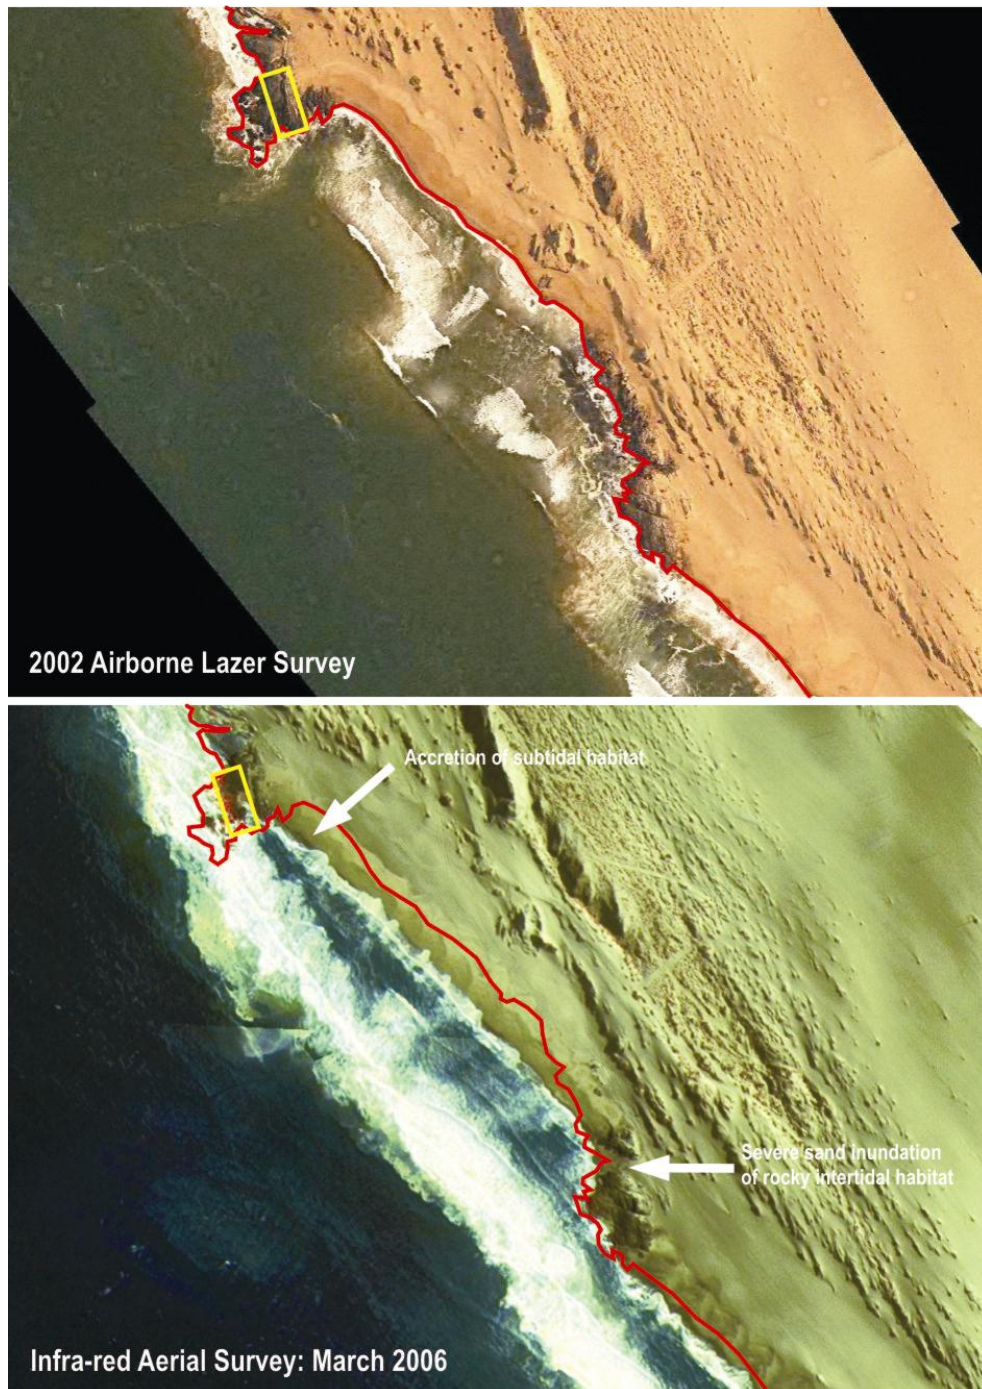 2002 Airborne Lazer Survey
Accretion of subtidal habitat
Severe sand Inundation
of rocky intertidal habitat
Infra-red Aerial Survey: March 2006